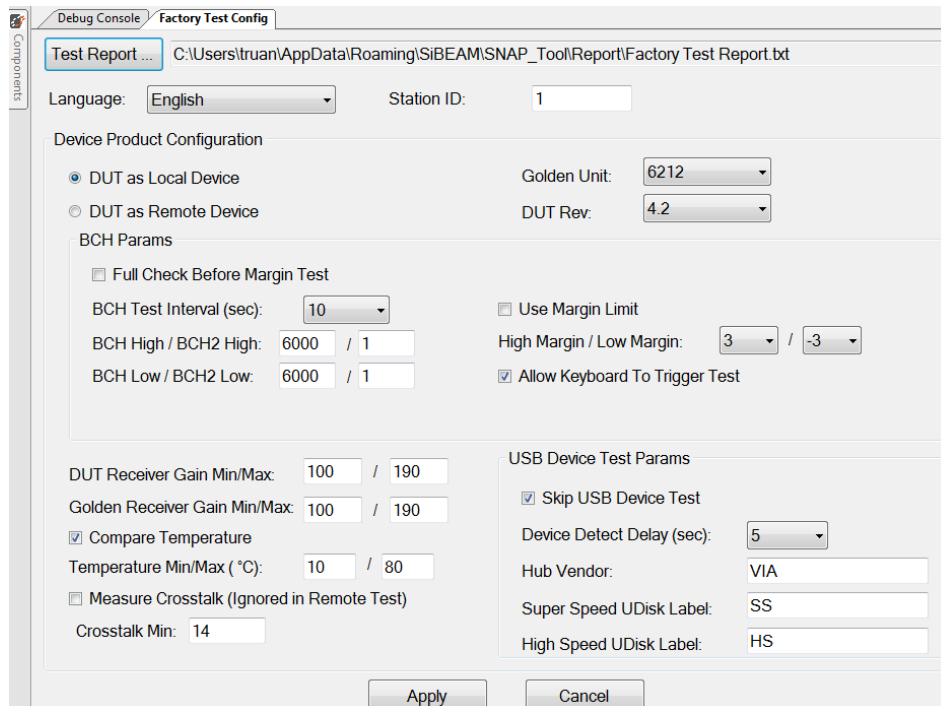 Components
Debug Console Factory Test Config
Test Report ... C:\Users\truan\AppData\Roaming\SiBEAM\SNAP_Tool\Report\Factory Test Report.txt
Language: English Station ID: 1
Device Product Configuration
DUT as Local Device Golden Unit: 6212
DUT as Remote Device DUT Rev: 4.2
BCH Params
Full Check Before Margin Test
BCH Test Interval (sec): 10 Use Margin Limit
BCH High / BCH2 High: 6000 / 1 High Margin / Low Margin: 3 / -3
BCH Low / BCH2 Low: 6000 / 1 Allow Keyboard To Trigger Test
DUT Receiver Gain Min/Max: 100 / 190
Golden Receiver Gain Min/Max: 100 / 190
Compare Temperature
Temperature Min/Max ( °C): 10 / 80
Measure Crosstalk (Ignored in Remote Test)
Crosstalk Min: 14
USB Device Test Params
Skip USB Device Test
Device Detect Delay (sec): 5
Hub Vendor: VIA
Super Speed UDisk Label: SS
High Speed UDisk Label: HS
Apply Cancel